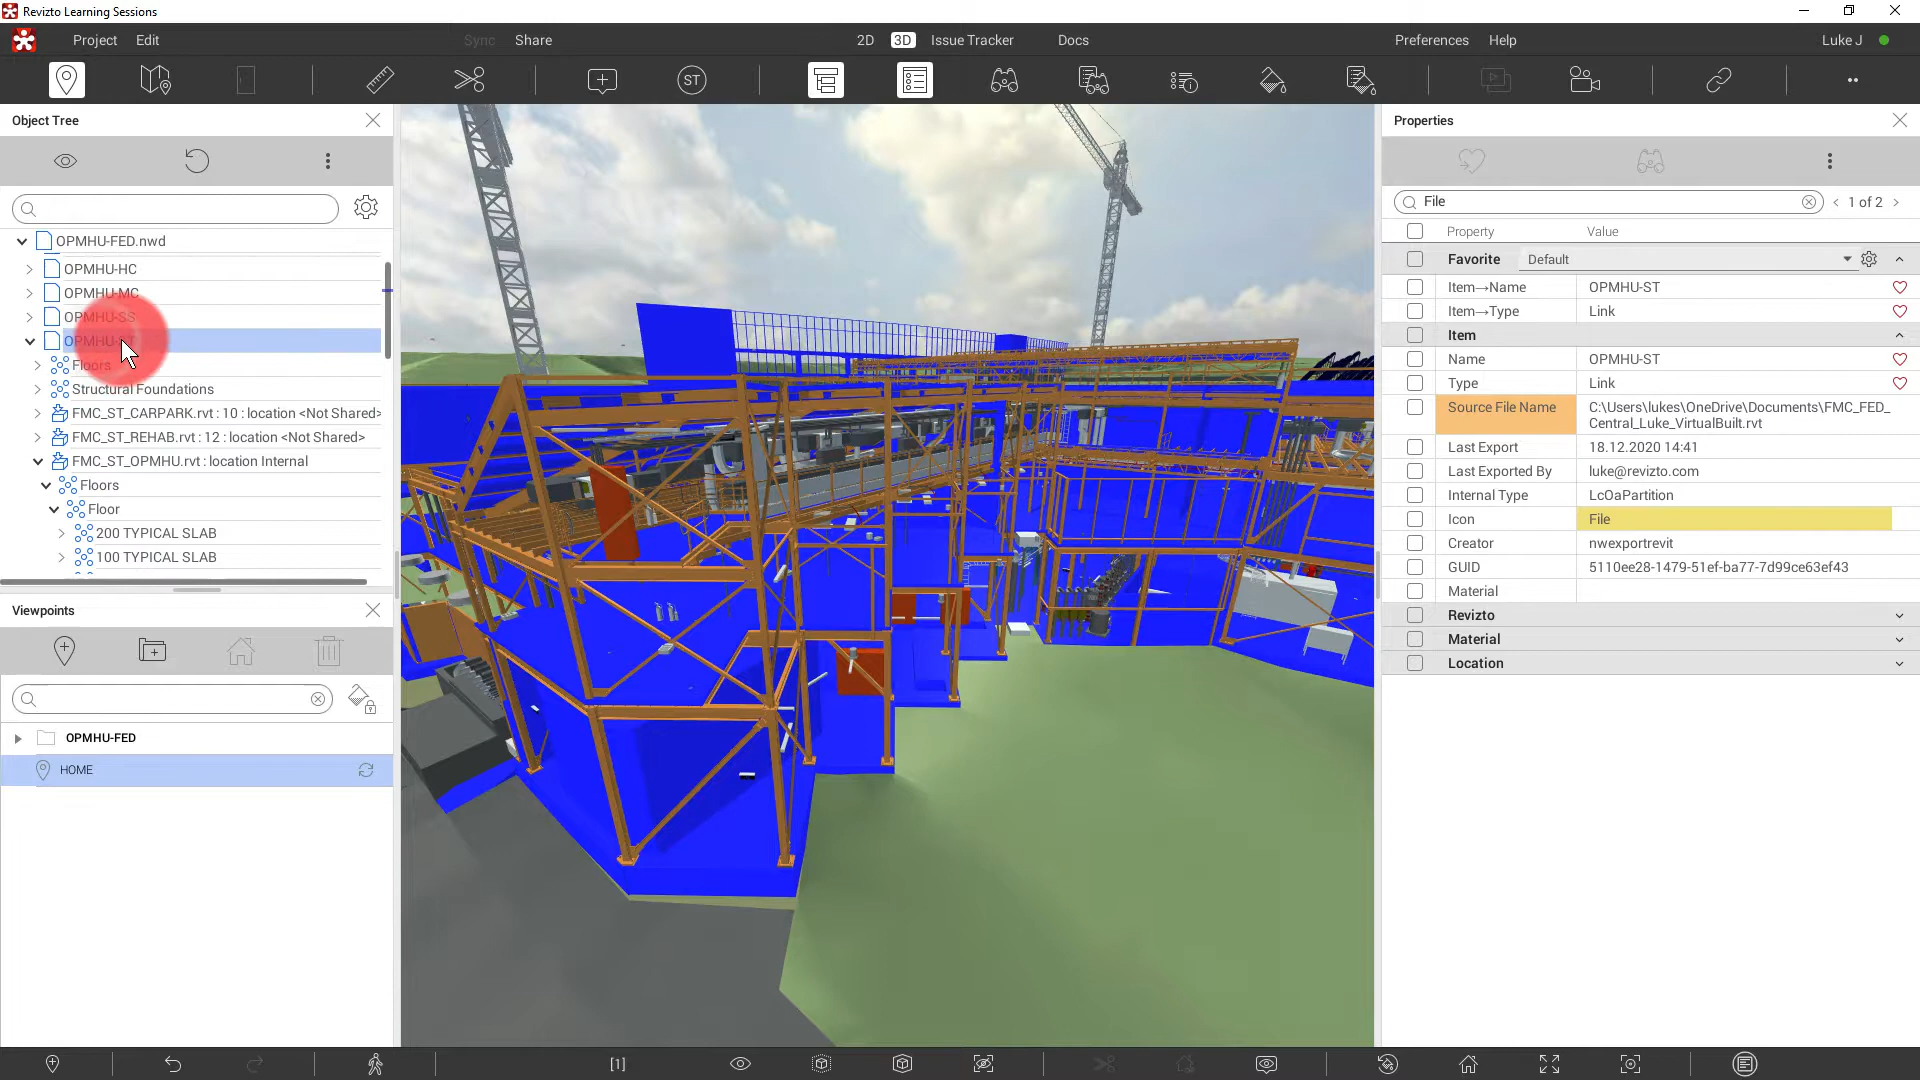 Revizto Learning Sessions
Project Edit Sync Share 2D 3D Issue Tracker Docs Preferences Help Luke J
ST
Object Tree
OPMHU-FED.nwd
OPMHU-HC
OPMHU-MC
OPMHU-SS
OPMHU-ST
Floors
Structural Foundations
FMC_ST_CARPARK.rvt : 10 : location <Not Shared>
FMC_ST_REHAB.rvt : 12 : location <Not Shared>
FMC_ST_OPMHU.rvt : location Internal
Floors
Floor
200 TYPICAL SLAB
100 TYPICAL SLAB
Viewpoints
OPMHU-FED
HOME
Properties
File 1 of 2
Property Value
Favorite Default
Item→Name OPMHU-ST
Item→Type Link
Item
Name OPMHU-ST
Type Link
Source File Name C:\Users\lukes\OneDrive\Documents\FMC_FED_
Central_Luke_VirtualBuilt.rvt
Last Export 18.12.2020 14:41
Last Exported By luke@revizto.com
Internal Type LcOaPartition
Icon File
Creator nwexportrevit
GUID 5110ee28-1479-51ef-ba77-7d99ce63ef43
Material
Revizto
Material
Location
[1]